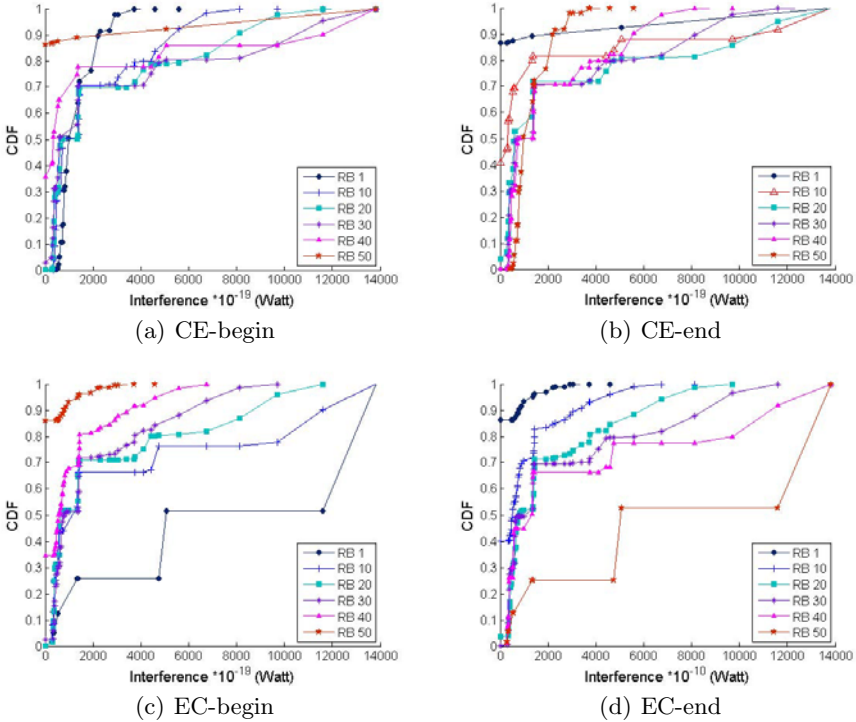 1
0.9
0.8
0.7
0.6
0.5
0.4
0.3
0.2
0.1
0
CDF
0 2000 4000 6000 8000 10000 12000 14000
Interference *10^-19 (Watt)
RB 1
RB 10
RB 20
RB 30
RB 40
RB 50
(a) CE-begin
1
0.9
0.8
0.7
0.6
0.5
0.4
0.3
0.2
0.1
0
CDF
0 2000 4000 6000 8000 10000 12000 14000
Interference *10^-19 (Watt)
RB 1
RB 10
RB 20
RB 30
RB 40
RB 50
(b) CE-end
1
0.9
0.8
0.7
0.6
0.5
0.4
0.3
0.2
0.1
0
CDF
0 2000 4000 6000 8000 10000 12000 14000
Interference *10^-19 (Watt)
RB 1
RB 10
RB 20
RB 30
RB 40
RB 50
(c) EC-begin
1
0.9
0.8
0.7
0.6
0.5
0.4
0.3
0.2
0.1
0
CDF
0 2000 4000 6000 8000 10000 12000 14000
Interference *10^-10 (Watt)
RB 1
RB 10
RB 20
RB 30
RB 40
RB 50
(d) EC-end